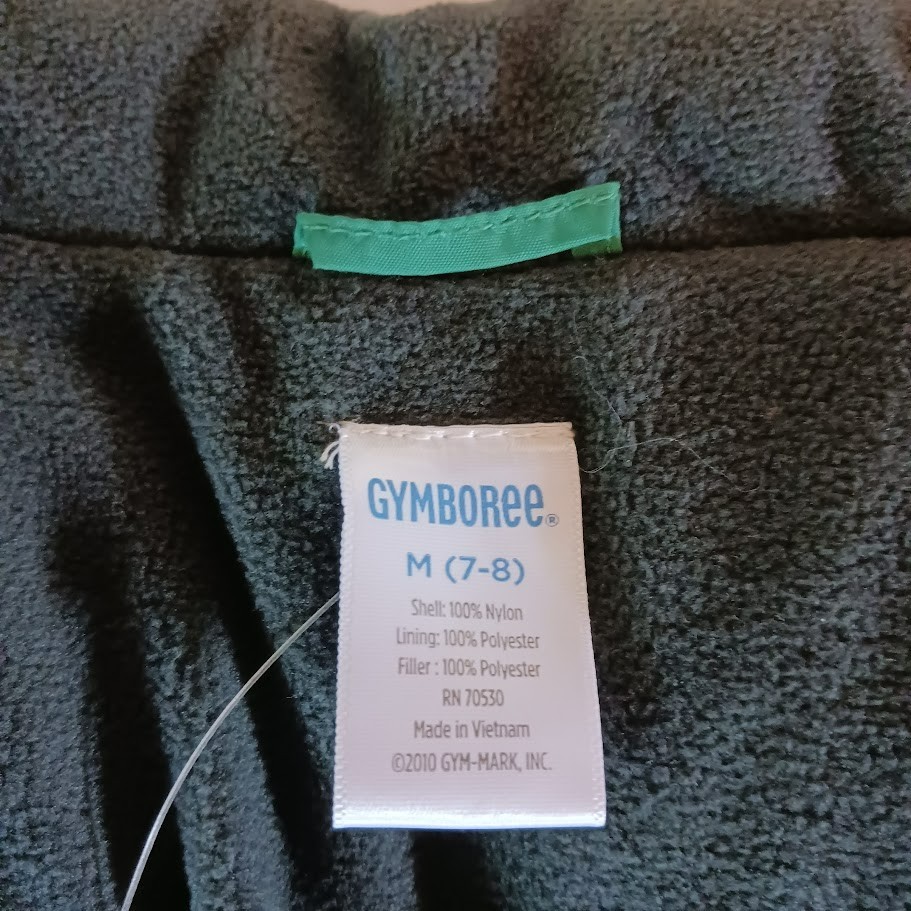 GYMBOREE®
M (7-8)
Shell: 100% Nylon
Lining: 100% Polyester
Filler : 100% Polyester
RN 70530
Made in Vietnam
©2010 GYM-MARK, INC.